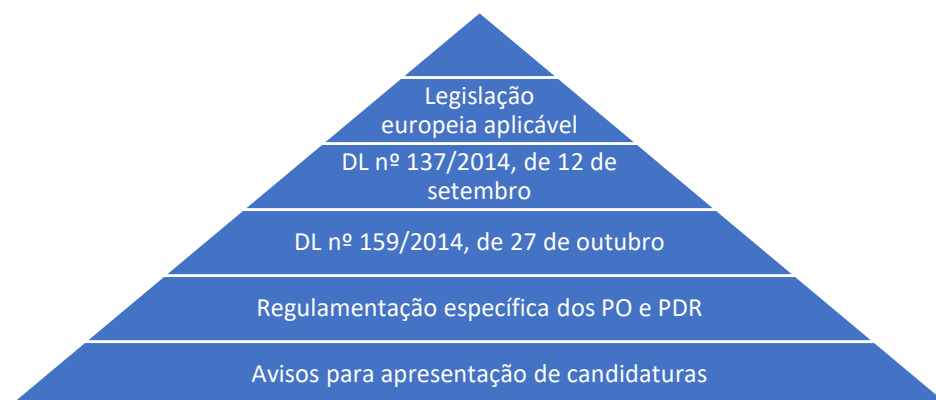 Legislação
europeia aplicável
DL nº 137/2014, de 12 de
setembro
DL nº 159/2014, de 27 de outubro
Regulamentação específica dos PO e PDR
Avisos para apresentação de candidaturas